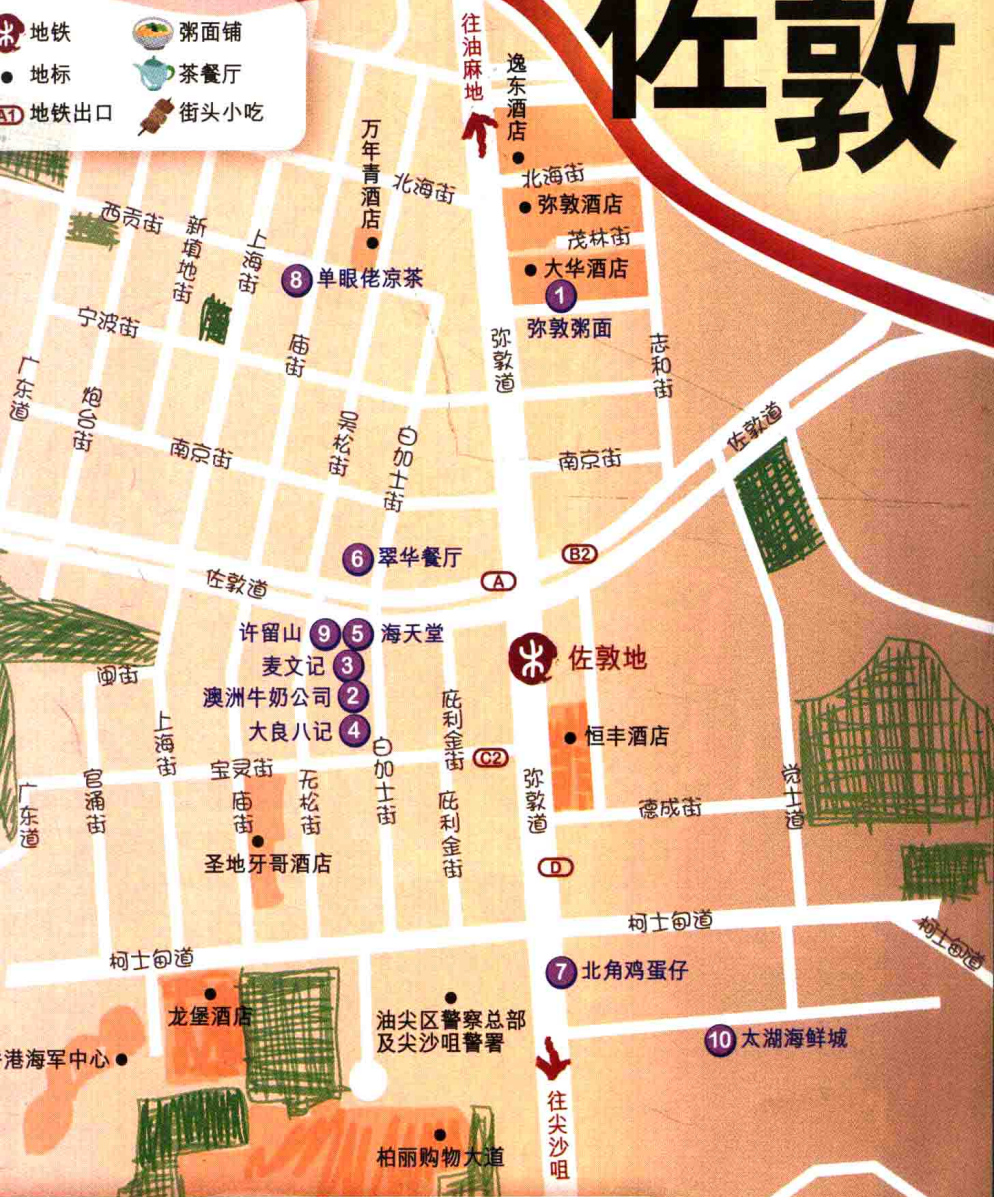 佐敦
地铁
粥面铺
地标
茶餐厅
A1 地铁出口
街头小吃
往油麻地
逸东酒店
万年青酒店
北海街
北海街
弥敦酒店
茂林街
大华酒店
1
弥敦粥面
西贡街
新填地街
上海街
8 单眼佬凉茶
宁波街
庙街
弥敦道
志和街
广东道
炮台街
南京街
吴松街
白加士街
南京街
佐敦道
6 翠华餐厅
A
B2
佐敦道
许留山 9
5 海天堂
麦文记 3
澳洲牛奶公司 2
大良八记 4
佐敦地
闽街
上海街
庇利金街
C2
恒丰酒店
宝灵街
白加士街
广东道
官涌街
庙街
无松街
庇利金街
弥敦道
德成街
觉士道
圣地牙哥酒店
D
柯士甸道
柯士甸道
柯士甸道
7 北角鸡蛋仔
龙堡酒店
油尖区警察总部
及尖沙咀警署
10 太湖海鲜城
港海军中心
往尖沙咀
柏丽购物大道